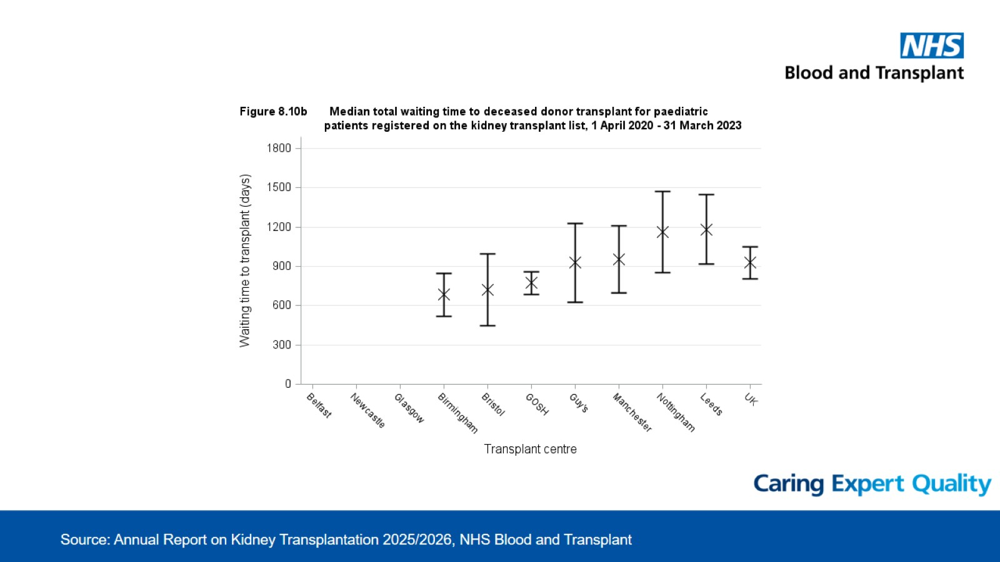 NHS
Blood and Transplant
Figure 8.10b Median total waiting time to deceased donor transplant for paediatric
patients registered on the kidney transplant list, 1 April 2020 - 31 March 2023
Waiting time to transplant (days)
1800
1500
1200
900
600
300
0
Belfast
Newcastle
Glasgow
Birmingham
Bristol
GOSH
Guy's
Manchester
Nottingham
Leeds
UK
Transplant centre
Caring Expert Quality
Source: Annual Report on Kidney Transplantation 2025/2026, NHS Blood and Transplant